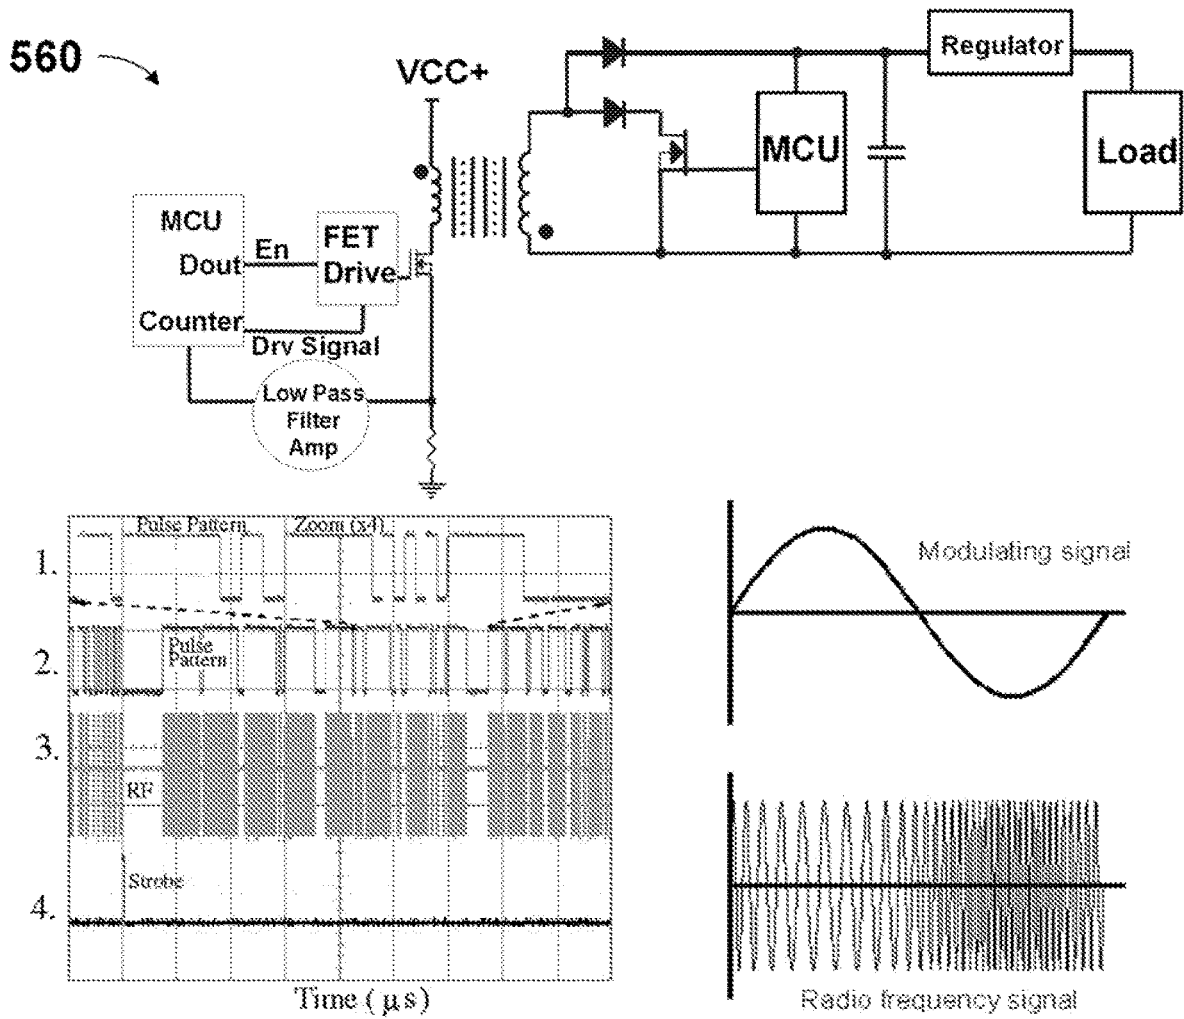 560
VCC+
Regulator
MCU
Load
MCU
Dout
En
FET
Drive
Counter
Drv Signal
Low Pass
Filter
Amp
Pulse Pattern
Zoom (x4)
1.
2.
Pulse
Pattern
3.
RF
Strobe
4.
Time (μs)
Modulating signal
Radio frequency signal